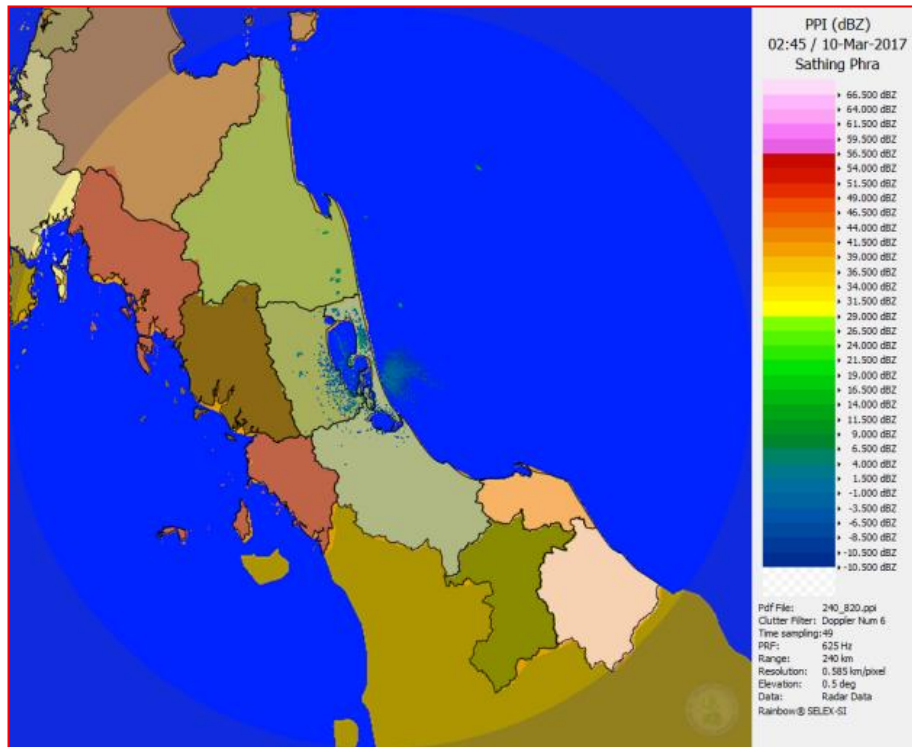 PPI (dBZ)
02:45 / 10-Mar-2017
Sathing Phra
66.500 dBZ
64.000 dBZ
61.500 dBZ
59.500 dBZ
56.500 dBZ
54.000 dBZ
51.500 dBZ
49.000 dBZ
46.500 dBZ
44.000 dBZ
41.500 dBZ
39.000 dBZ
36.500 dBZ
34.000 dBZ
31.500 dBZ
29.000 dBZ
26.500 dBZ
24.000 dBZ
21.500 dBZ
19.000 dBZ
16.500 dBZ
14.000 dBZ
11.500 dBZ
9.000 dBZ
6.500 dBZ
4.000 dBZ
1.500 dBZ
-1.000 dBZ
-3.500 dBZ
-6.500 dBZ
-8.500 dBZ
-10.500 dBZ
-10.500 dBZ
Pdf File: 240_820.ppi
Clutter Filter: Doppler Num 6
Time sampling:49
PRF: 625 Hz
Range: 240 km
Resolution: 0.585 km/pixel
Elevation: 0.5 deg
Data: Radar Data
Rainbow® SELEX-SI